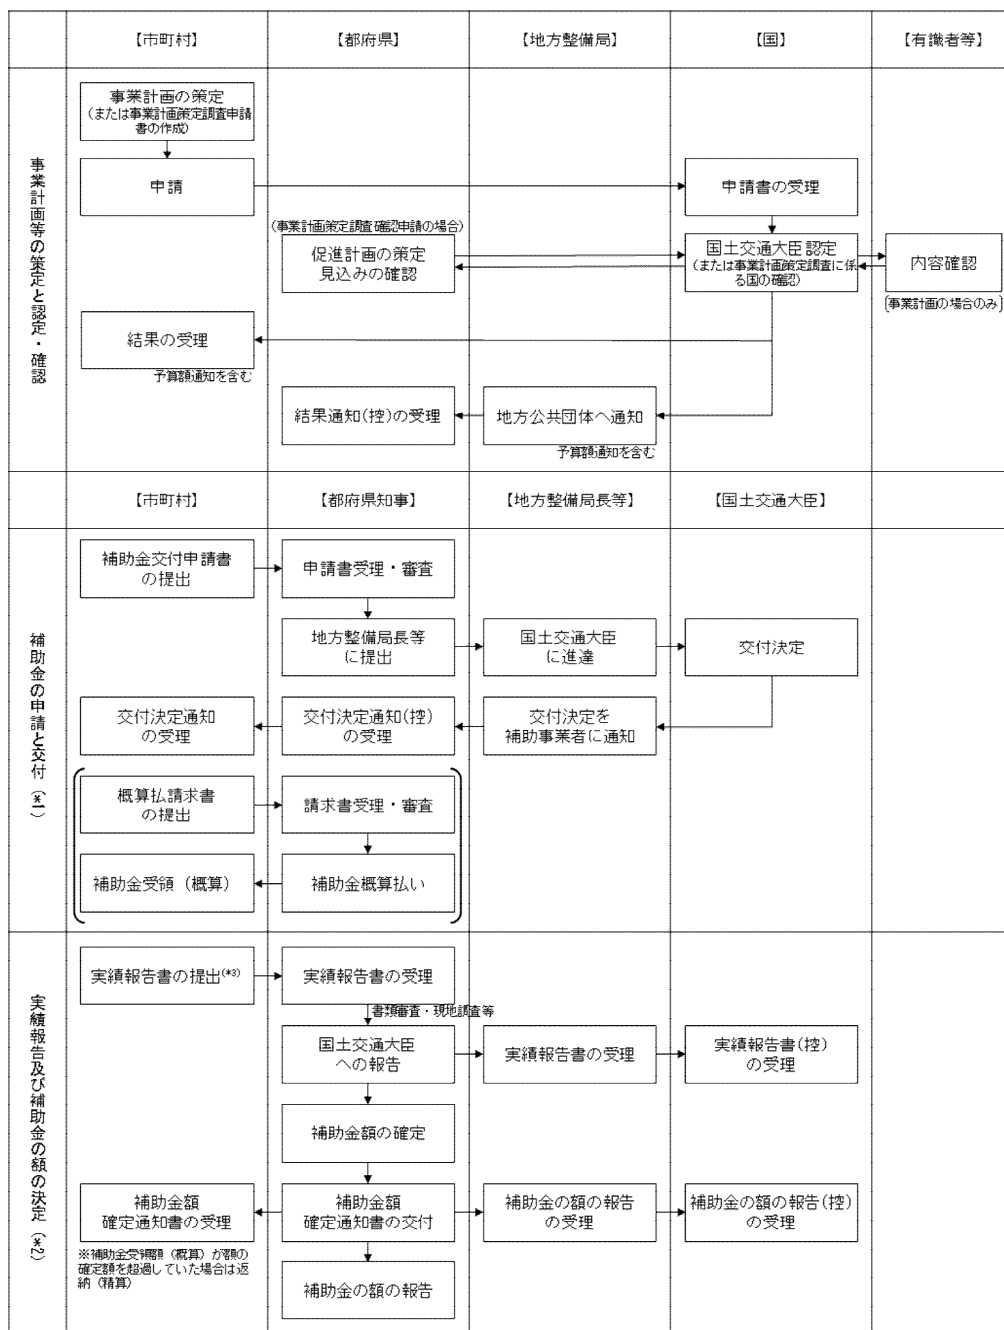 【市町村】
【都府県】
【地方整備局】
【国】
【有識者等】
事業計画等の策定と認定・確認
事業計画の策定
（または事業計画策定調査申請
書の作成）
申請
申請書の受理
（事業計画策定調査確認申請の場合）
促進計画の策定
見込みの確認
国土交通大臣認定
（または事業計画策定調査に係
る国の確認）
内容確認
〔事業計画の場合のみ〕
結果の受理
予算額通知を含む
結果通知（控）の受理
地方公共団体へ通知
予算額通知を含む
【市町村】
【都府県知事】
【地方整備局長等】
【国土交通大臣】
補助金の申請と交付（*1）
補助金交付申請書
の提出
申請書受理・審査
地方整備局長等
に提出
国土交通大臣
に進達
交付決定
交付決定通知
の受理
交付決定通知（控）
の受理
交付決定を
補助事業者に通知
概算払請求書
の提出
請求書受理・審査
補助金受領（概算）
補助金概算払い
実績報告及び補助金の額の決定（*2）
実績報告書の提出(*3)
実績報告書の受理
書類審査・現地調査等
国土交通大臣
への報告
実績報告書の受理
実績報告書（控）
の受理
補助金額の確定
補助金額
確定通知書の受理
補助金額
確定通知書の交付
補助金の額の報告
の受理
補助金の額の報告（控）
の受理
※補助金受領額（概算）が額の
確定額を超過していた場合は返
納（精算）
補助金の額の報告